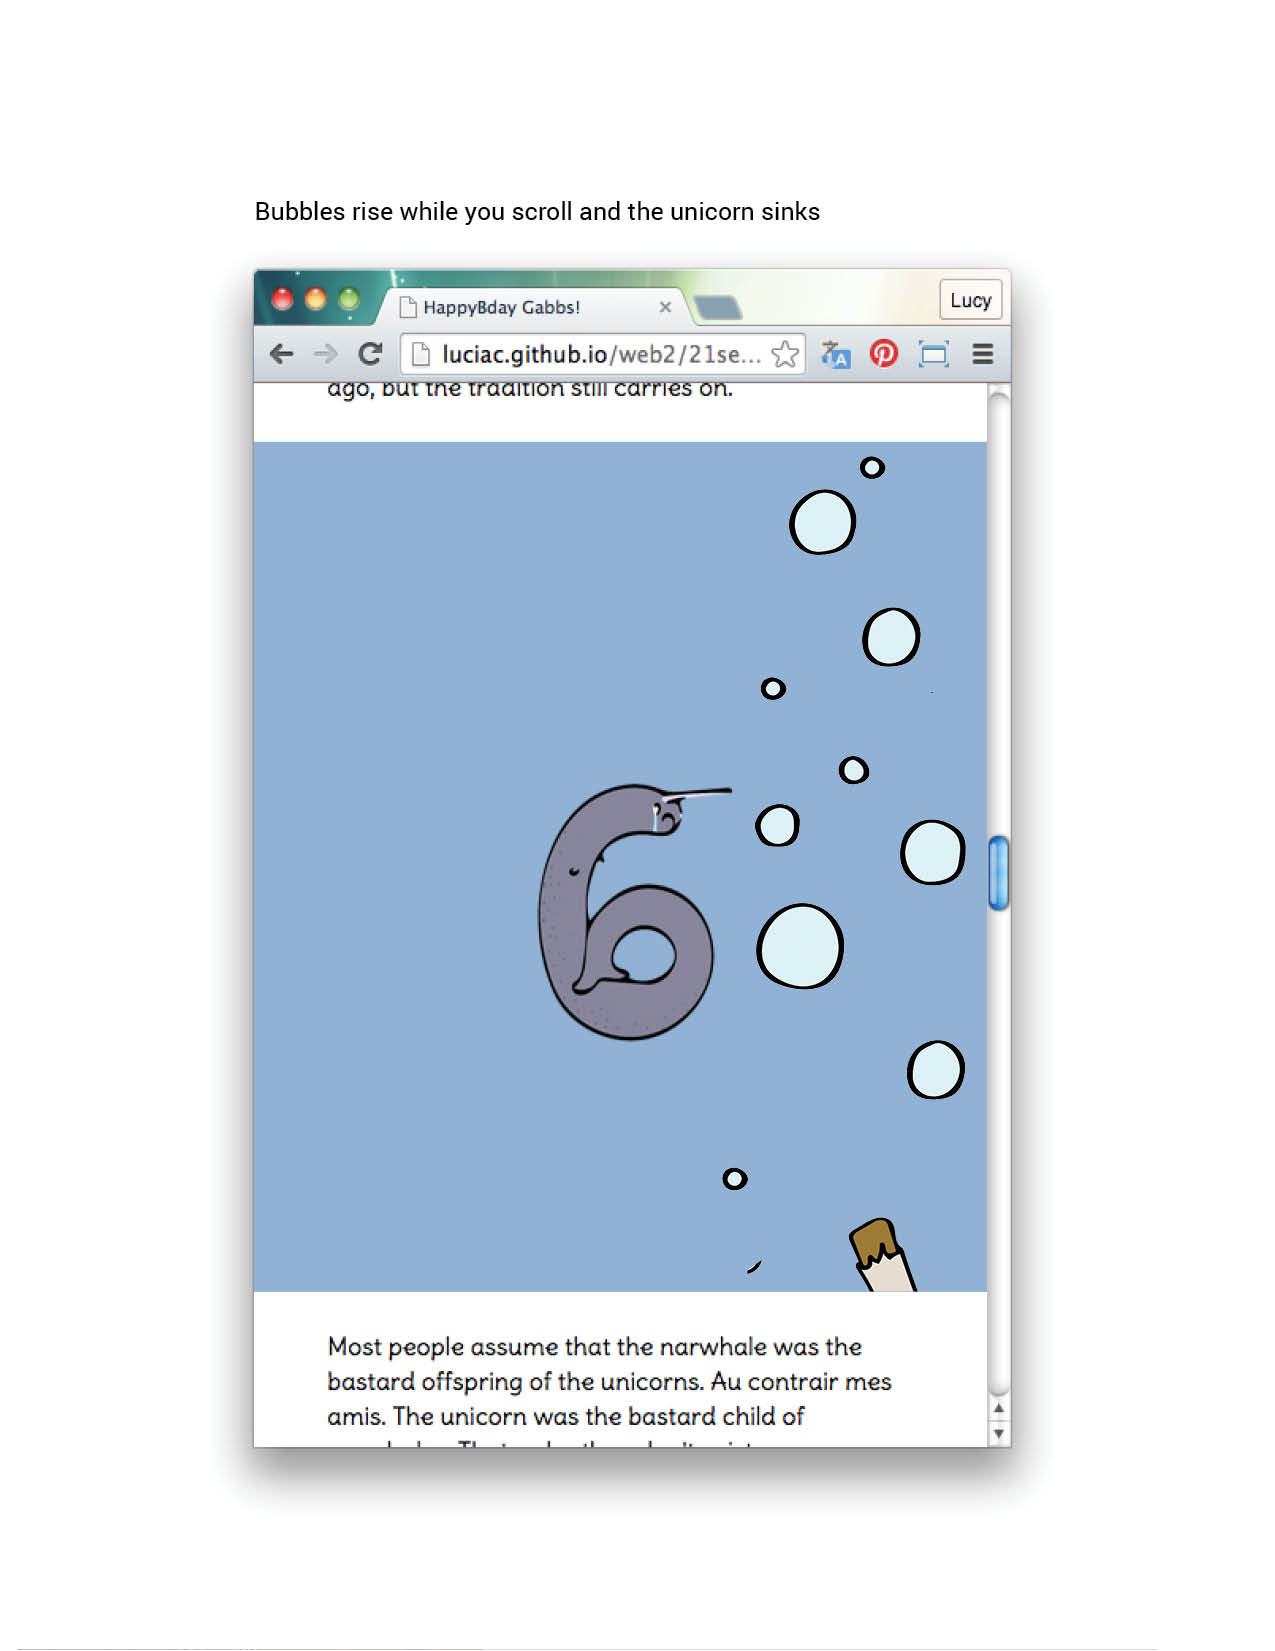 Bubbles rise while you scroll and the unicorn sinks
HappyBday Gabbs!
Lucy
luciac.github.io/web2/21se...
ago, but the tradition still carries on.
6
Most people assume that the narwhale was the
bastard offspring of the unicorns. Au contrair mes
amis. The unicorn was the bastard child of